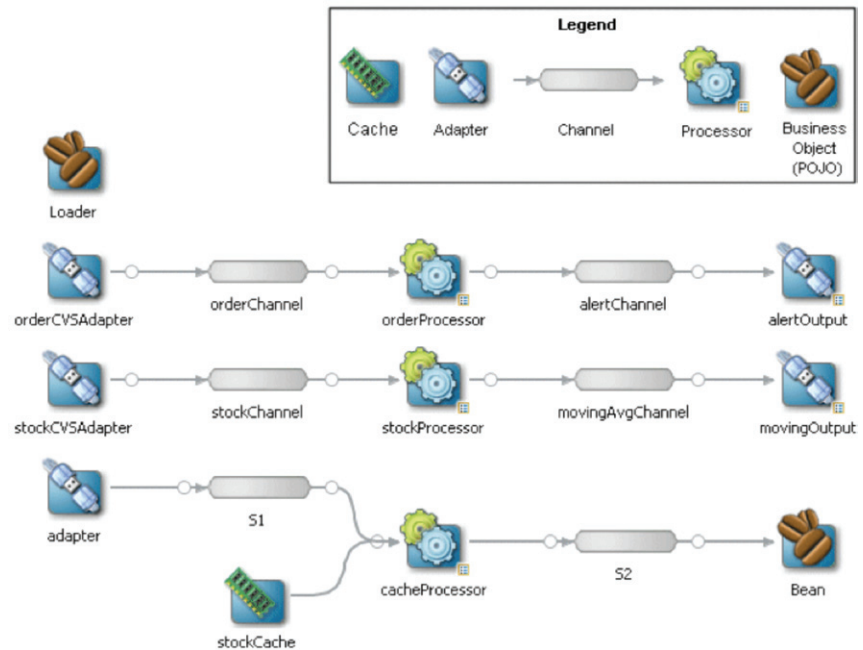 Legend
Cache
Adapter
Channel
Processor
Business
Object
(POJO)
Loader
orderCVSAdapter
orderChannel
orderProcessor
alertChannel
alertOutput
stockCVSAdapter
stockChannel
stockProcessor
movingAvgChannel
movingOutput
adapter
S1
cacheProcessor
S2
Bean
stockCache